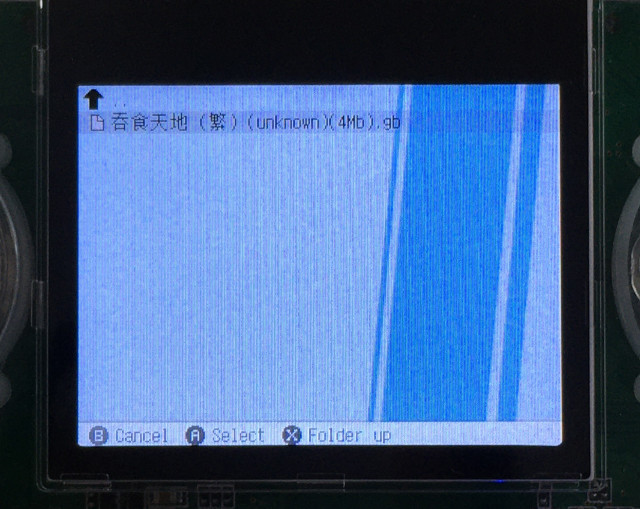 ..
吞食天地（繁）(unknown)(4Mb).gb
B Cancel A Select X Folder up